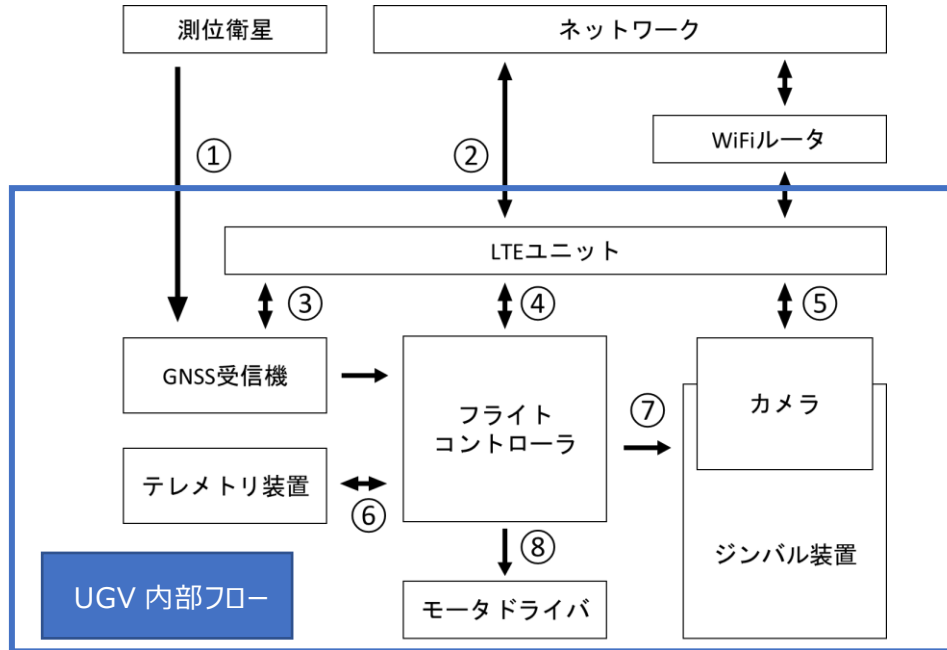 測位衛星
ネットワーク
①
②
WiFiルータ
LTEユニット
③
④
⑤
GNSS受信機
フライト
コントローラ
カメラ
⑦
テレメトリ装置
⑥
⑧
ジンバル装置
UGV 内部フロー
モータドライバ